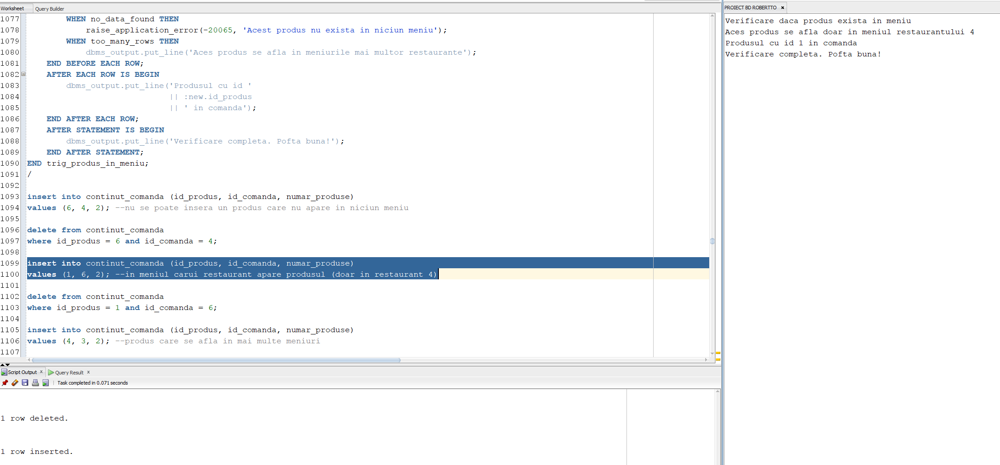 Worksheet Query Builder
1077 WHEN no_data_found THEN
1078 raise_application_error(-20065, 'Acest produs nu exista in niciun meniu');
1079 WHEN too_many_rows THEN
1080 dbms_output.put_line('Aces produs se afla in meniurile mai multor restaurante');
1081 END BEFORE EACH ROW;
1082 AFTER EACH ROW IS BEGIN
1083 dbms_output.put_line('Produsul cu id '
1084 || :new.id_produs
1085 || ' in comanda');
1086 END AFTER EACH ROW;
1087 AFTER STATEMENT IS BEGIN
1088 dbms_output.put_line('Verificare completa. Pofta buna!');
1089 END AFTER STATEMENT;
1090 END trig_produs_in_meniu;
1091 /
1092
1093 insert into continut_comanda (id_produs, id_comanda, numar_produse)
1094 values (6, 4, 2); --nu se poate insera un produs care nu apare in niciun meniu
1095
1096 delete from continut_comanda
1097 where id_produs = 6 and id_comanda = 4;
1098
1099 insert into continut_comanda (id_produs, id_comanda, numar_produse)
1100 values (1, 6, 2); --in meniul carui restaurant apare produsul (doar in restaurant 4)
1101
1102 delete from continut_comanda
1103 where id_produs = 1 and id_comanda = 6;
1104
1105 insert into continut_comanda (id_produs, id_comanda, numar_produse)
1106 values (4, 3, 2); --produs care se afla in mai multe meniuri
1107
Script Output x Query Result x
Task completed in 0.071 seconds
1 row deleted.
1 row inserted.
PROIECT BD ROBERTTO x
Verificare daca produs exista in meniu
Aces produs se afla doar in meniul restaurantului 4
Produsul cu id 1 in comanda
Verificare completa. Pofta buna!